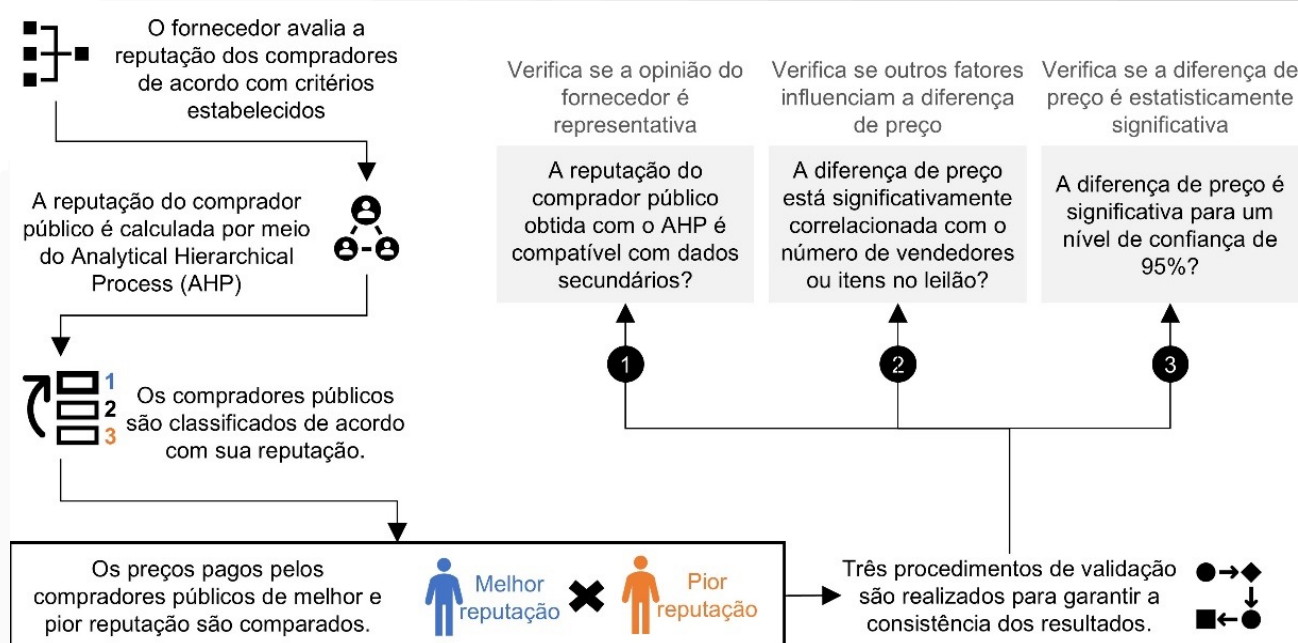 O fornecedor avalia a
reputação dos compradores
de acordo com critérios
estabelecidos
A reputação do comprador
público é calculada por meio
do Analytical Hierarchical
Process (AHP)
1
2
3
Os compradores públicos
são classificados de acordo
com sua reputação.
Os preços pagos pelos
compradores públicos de melhor e
pior reputação são comparados.
Melhor
reputação
Pior
reputação
Três procedimentos de validação
são realizados para garantir a
consistência dos resultados.
Verifica se a opinião do
fornecedor é
representativa
A reputação do
comprador público
obtida com o AHP é
compatível com dados
secundários?
1
Verifica se outros fatores
influenciam a diferença
de preço
A diferença de preço
está significativamente
correlacionada com o
número de vendedores
ou itens no leilão?
2
Verifica se a diferença de
preço é estatisticamente
significativa
A diferença de preço é
significativa para um
nível de confiança de
95%?
3